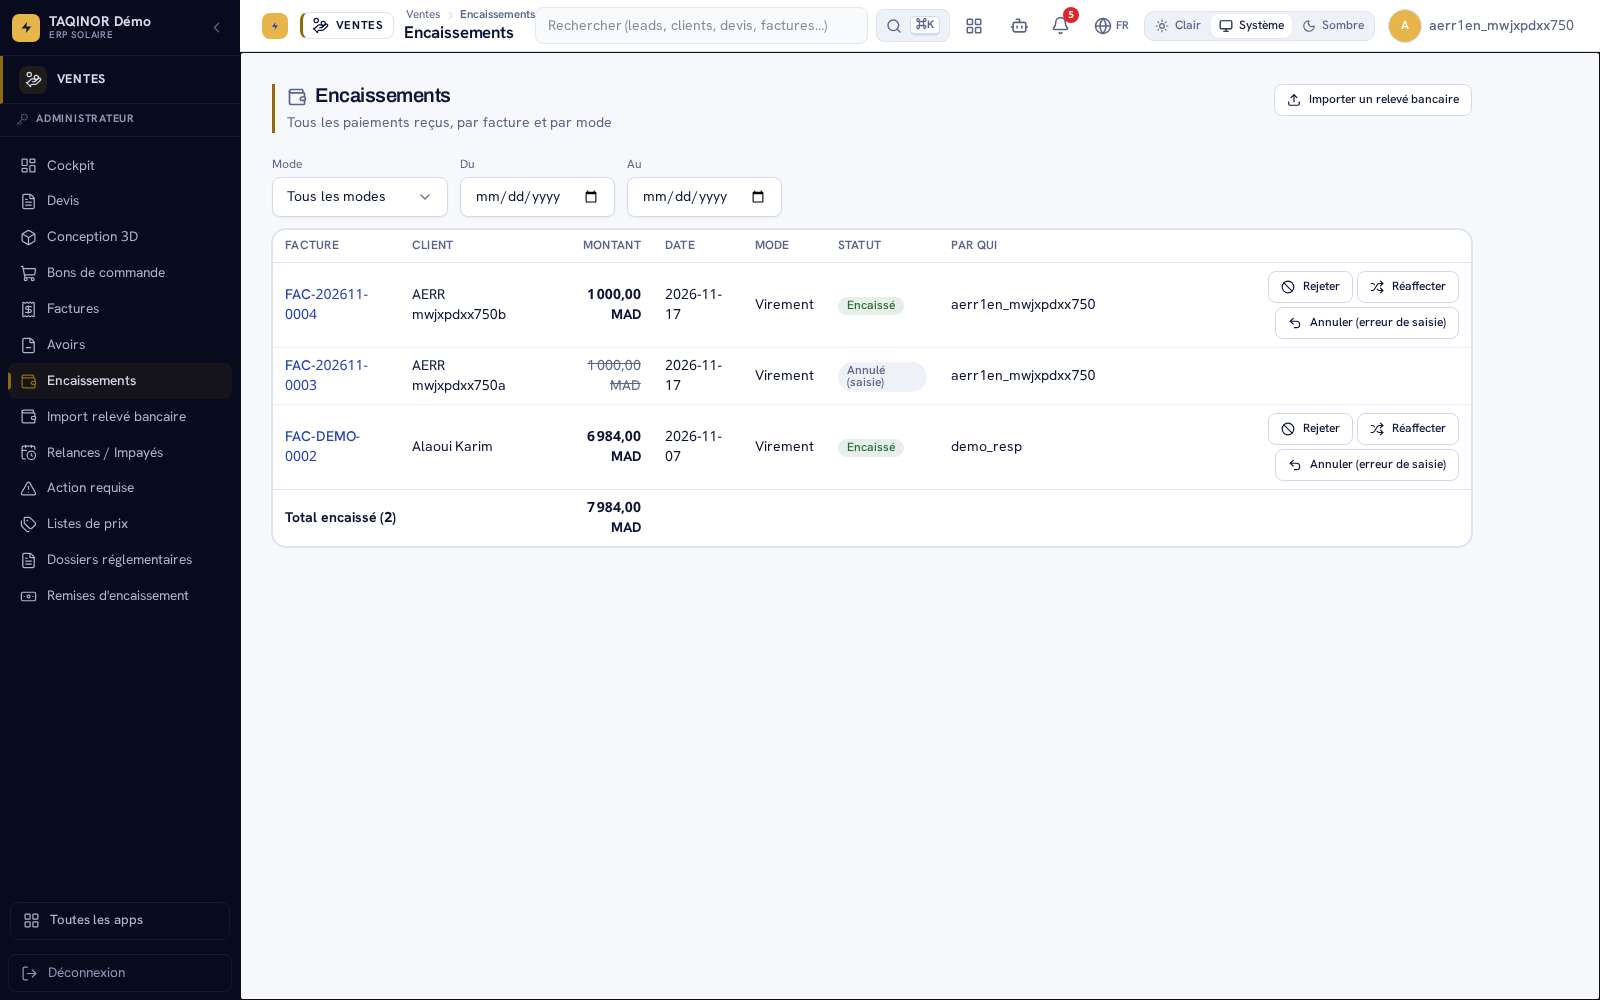 TAQINOR Démo
ERP SOLAIRE
VENTES
ADMINISTRATEUR
Cockpit
Devis
Conception 3D
Bons de commande
Factures
Avoirs
Encaissements
Import relevé bancaire
Relances / Impayés
Action requise
Listes de prix
Dossiers réglementaires
Remises d'encaissement
Toutes les apps
Déconnexion
VENTES
Ventes > Encaissements
Encaissements
Rechercher (leads, clients, devis, factures…)
⌘K
5
FR
Clair
Système
Sombre
A
aerr1en_mwjxpdxx750
Encaissements
Tous les paiements reçus, par facture et par mode
Importer un relevé bancaire
Mode
Du
Au
Tous les modes
mm/dd/yyyy
mm/dd/yyyy
FACTURE CLIENT MONTANT DATE MODE STATUT PAR QUI
FAC-202611-
0004
AERR
mwjxpdxx750b
1 000,00
MAD
2026-11-
17
Virement
Encaissé
aerr1en_mwjxpdxx750
Rejeter
Réaffecter
Annuler (erreur de saisie)
FAC-202611-
0003
AERR
mwjxpdxx750a
1 000,00
MAD
2026-11-
17
Virement
Annulé
(saisie)
aerr1en_mwjxpdxx750
FAC-DEMO-
0002
Alaoui Karim
6 984,00
MAD
2026-11-
07
Virement
Encaissé
demo_resp
Rejeter
Réaffecter
Annuler (erreur de saisie)
Total encaissé (2)
7 984,00
MAD